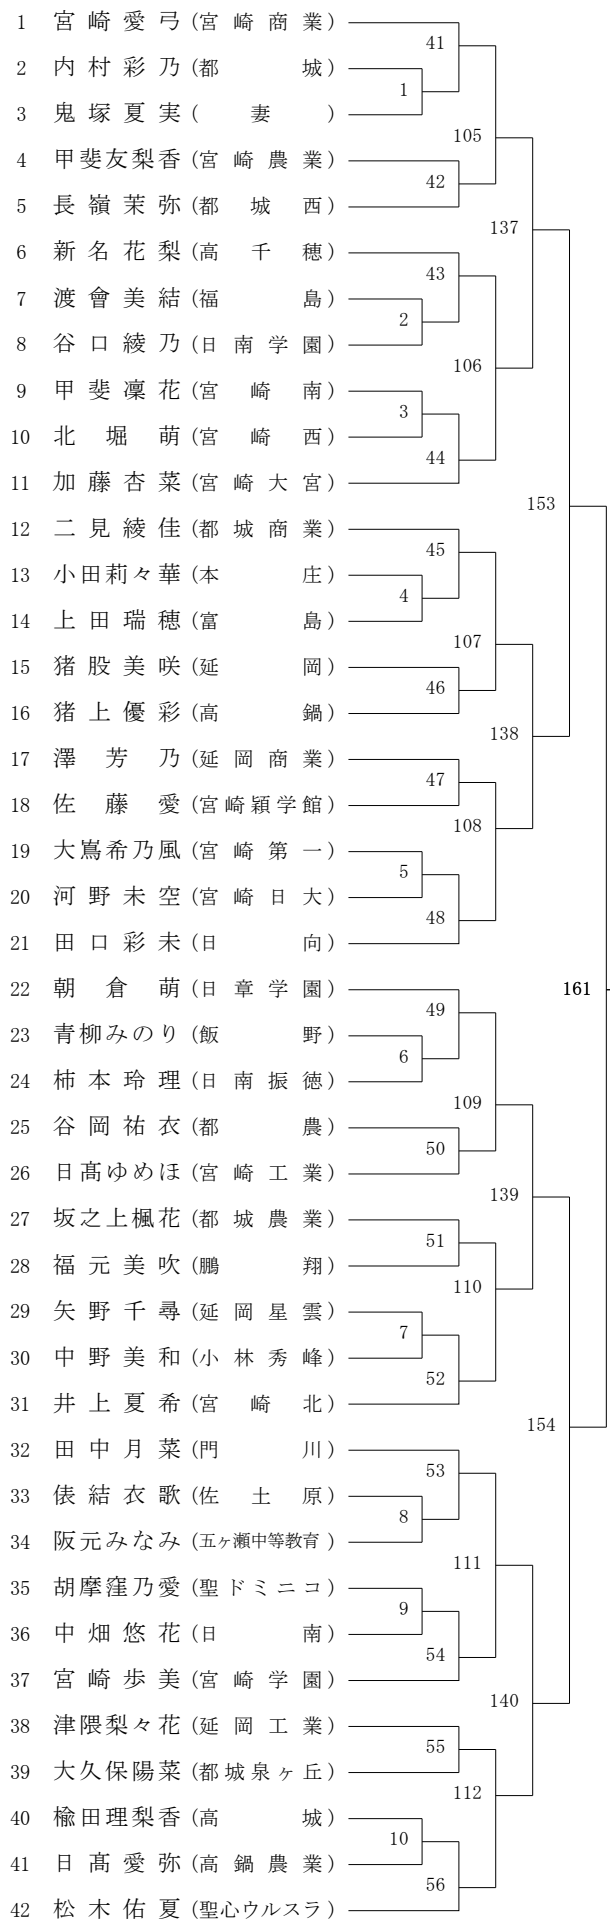 1 宮崎愛弓(宮崎商業)
2 内村彩乃(都城)
3 鬼塚夏実(妻)
4 甲斐友梨香(宮崎農業)
5 長嶺茉弥(都城西)
6 新名花梨(高千穂)
7 渡會美結(福島)
8 谷口綾乃(日南学園)
9 甲斐凜花(宮崎南)
10 北堀萌(宮崎西)
11 加藤杏菜(宮崎大宮)
12 二見綾佳(都城商業)
13 小田莉々華(本庄)
14 上田瑞穂(富島)
15 猪股美咲(延岡)
16 猪上優彩(高鍋)
17 澤芳乃(延岡商業)
18 佐藤愛(宮崎穎学館)
19 大嶌希乃風(宮崎第一)
20 河野未空(宮崎日大)
21 田口彩未(日向)
22 朝倉萌(日章学園)
23 青柳みのり(飯野)
24 柿本玲理(日南振徳)
25 谷岡祐衣(都農)
26 日髙ゆめほ(宮崎工業)
27 坂之上楓花(都城農業)
28 福元美吹(鵬翔)
29 矢野千尋(延岡星雲)
30 中野美和(小林秀峰)
31 井上夏希(宮崎北)
32 田中月菜(門川)
33 俵結衣歌(佐土原)
34 阪元みなみ(五ヶ瀬中等教育)
35 胡摩窪乃愛(聖ドミニコ)
36 中畑悠花(日南)
37 宮崎歩美(宮崎学園)
38 津隈梨々花(延岡工業)
39 大久保陽菜(都城泉ヶ丘)
40 楡田理梨香(高城)
41 日髙愛弥(高鍋農業)
42 松木佑夏(聖心ウルスラ)
1
2
3
4
5
6
7
8
9
10
41
42
43
44
45
46
47
48
49
50
51
52
53
54
55
56
105
106
107
108
109
110
111
112
137
138
139
140
153
154
161